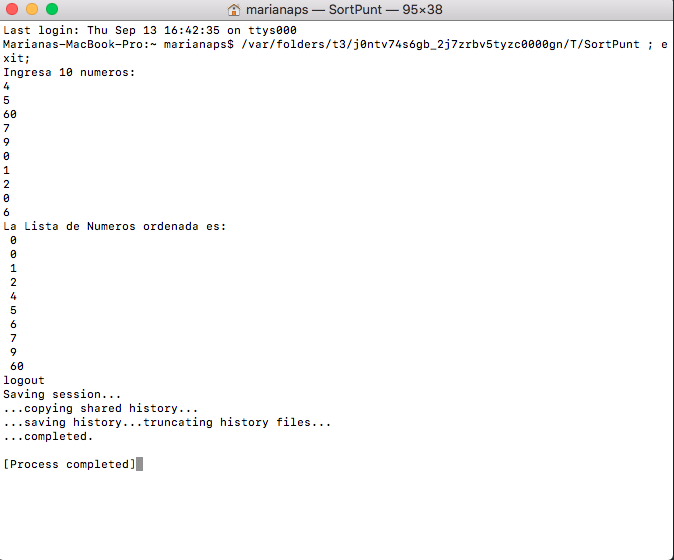 marianaps — SortPunt — 95×38
Last login: Thu Sep 13 16:42:35 on ttys000
Marianas-MacBook-Pro:~ marianaps$ /var/folders/t3/j0ntv74s6gb_2j7zrbv5tyzc0000gn/T/SortPunt ; e
xit;
Ingresa 10 numeros:
4
5
60
7
9
0
1
2
0
6
La Lista de Numeros ordenada es:
 0
 0
 1
 2
 4
 5
 6
 7
 9
 60
logout
Saving session...
...copying shared history...
...saving history...truncating history files...
...completed.

[Process completed]